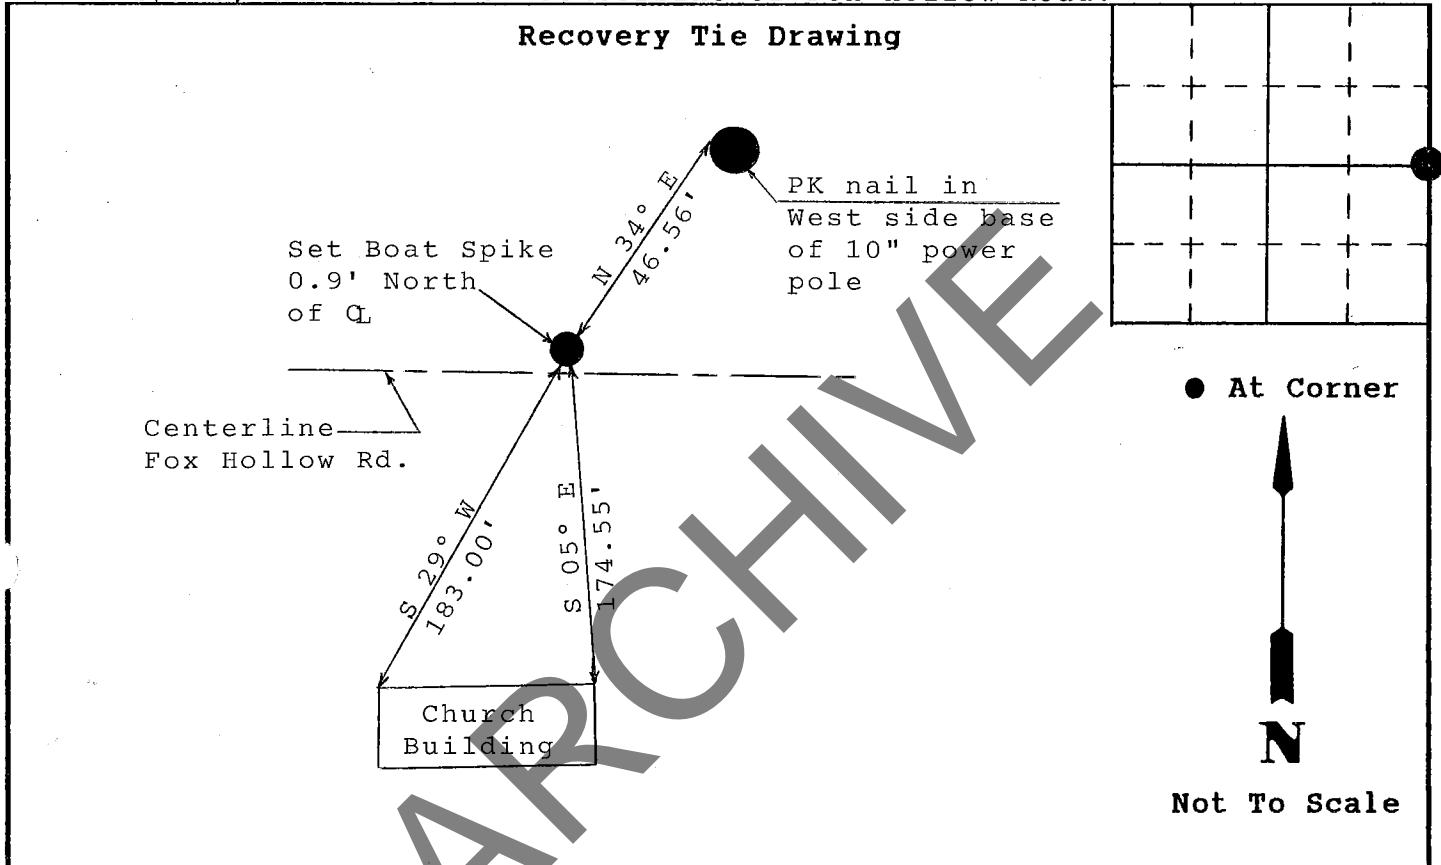 Recovery Tie Drawing
PK nail in
West side base
of 10" power
pole
N 34° E
46.56'
Set Boat Spike
0.9' North
of ℄
Centerline
Fox Hollow Rd.
S 29° W
183.00'
S 05° E
174.55'
Church
Building
At Corner
N
Not To Scale
ARCHIVE